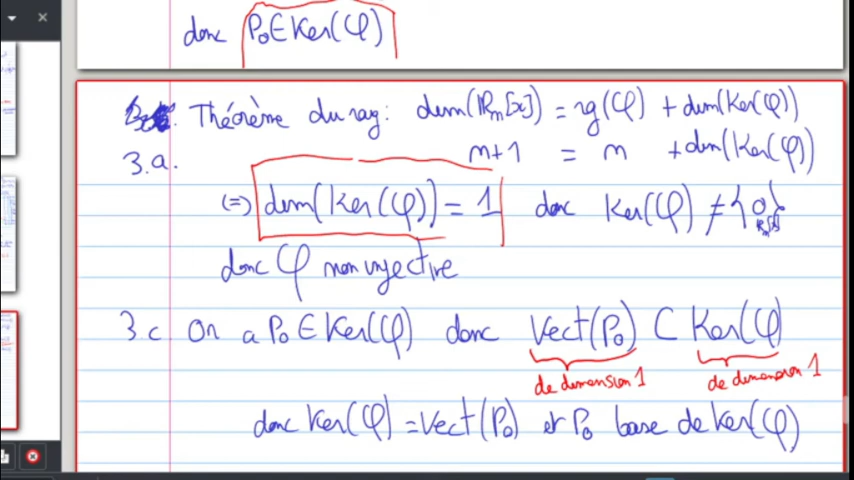 donc P₀∈Ker(φ)
Théorème du rag: dim(ℝₙ[x]) = rg(φ) + dim(Ker(φ))
3.a. n+1 = n + dim(Ker(φ))
(=) dim(Ker(φ)) = 1 donc Ker(φ) ≠ {0}
donc φ non injective
3.c On a P₀∈Ker(φ) donc Vect(P₀) ⊂ Ker(φ)
de dimension 1 de dimension 1
donc Ker(φ) = Vect(P₀) et P₀ base de Ker(φ)